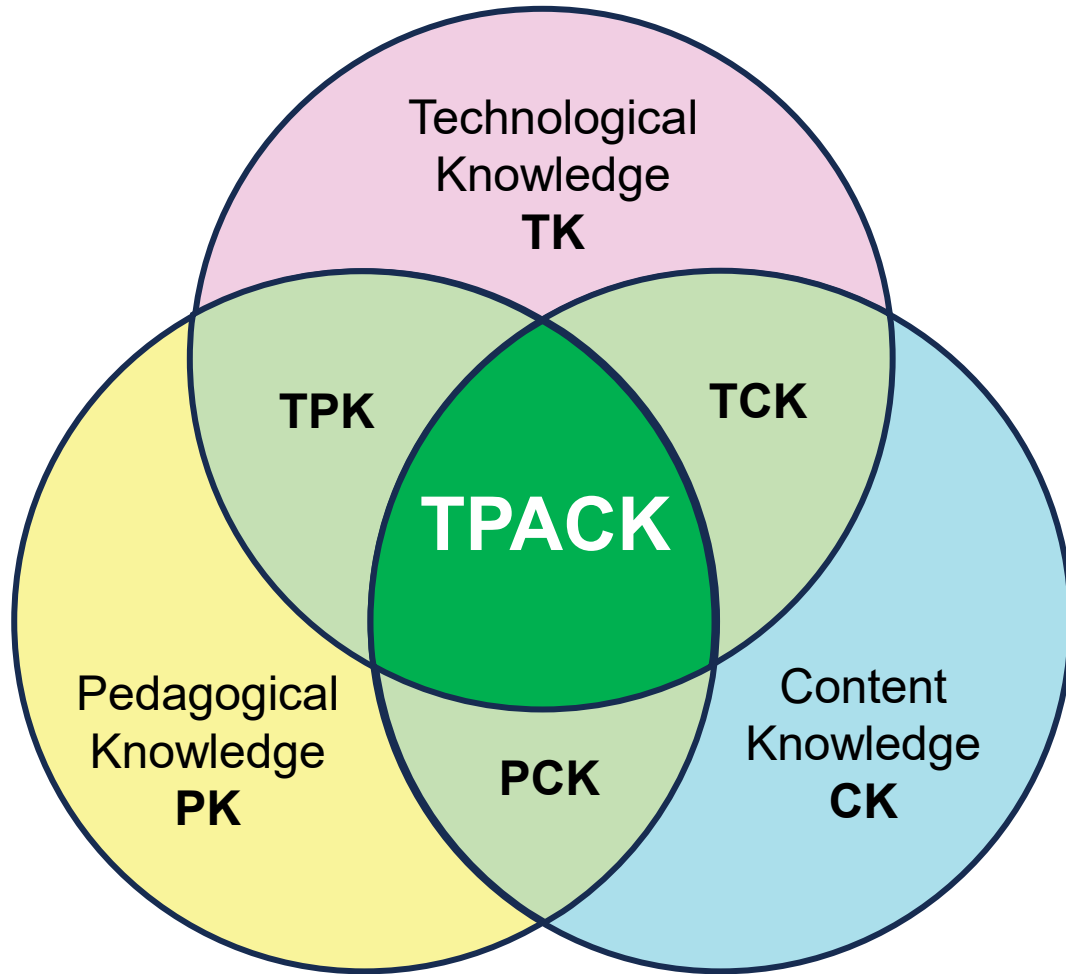 Technological
Knowledge
TK
TPK
TCK
TPACK
Pedagogical
Knowledge
PK
Content
Knowledge
CK
PCK